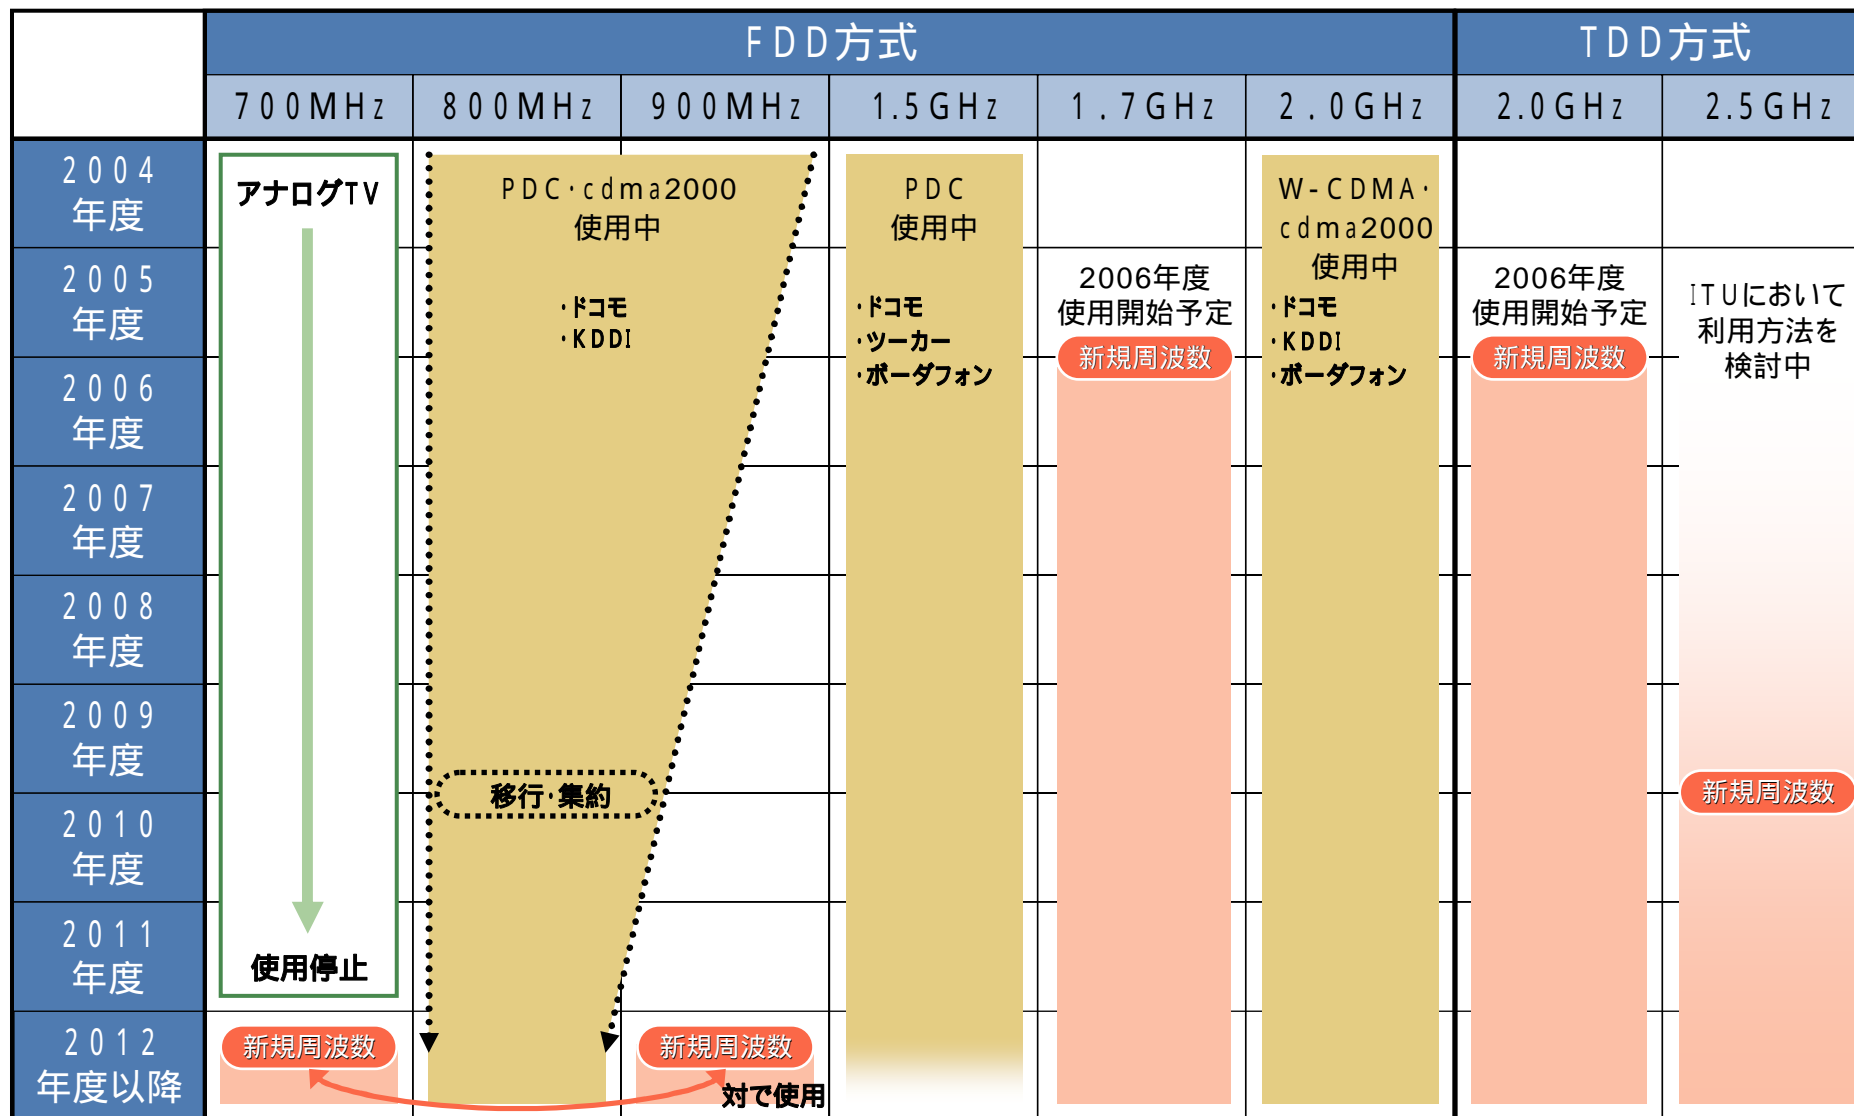 FDD方式
TDD方式
700MHz
800MHz
900MHz
1.5GHz
1.7GHz
2.0GHz
2.0GHz
2.5GHz
2004
年度
2005
年度
2006
年度
2007
年度
2008
年度
2009
年度
2010
年度
2011
年度
2012
年度以降
アナログTV
使用停止
新規周波数
PDC・cdma2000
使用中
・ドコモ
・KDDI
移行・集約
新規周波数
対で使用
PDC
使用中
・ドコモ
・ツーカー
・ボーダフォン
2006年度
使用開始予定
新規周波数
W-CDMA・
cdma2000
使用中
・ドコモ
・KDDI
・ボーダフォン
2006年度
使用開始予定
新規周波数
ITUにおいて
利用方法を
検討中
新規周波数